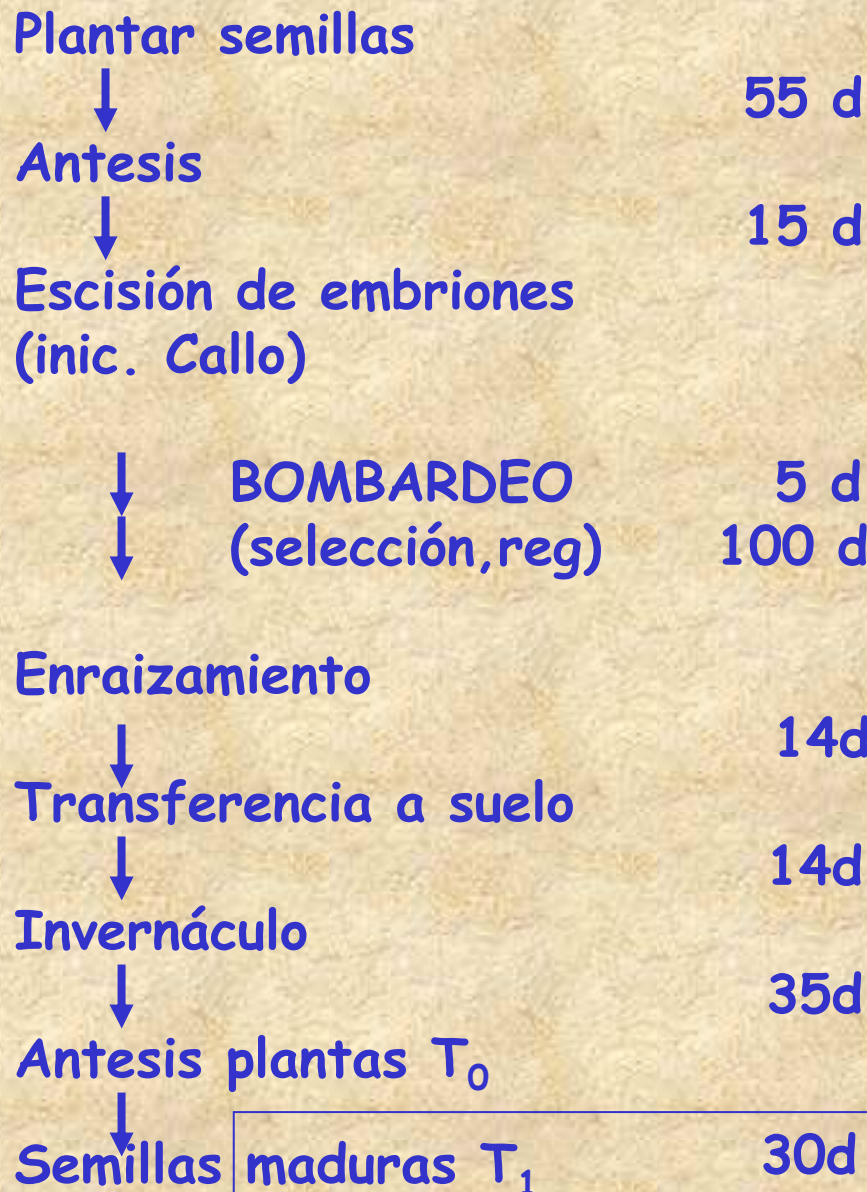 Plantar semillas
55 d
Antesis
15 d
Escisión de embriones
(inic. Callo)
BOMBARDEO 5 d
(selección,reg) 100 d
Enraizamiento
14d
Transferencia a suelo
14d
Invernáculo
35d
Antesis plantas T₀
Semillas maduras T₁ 30d